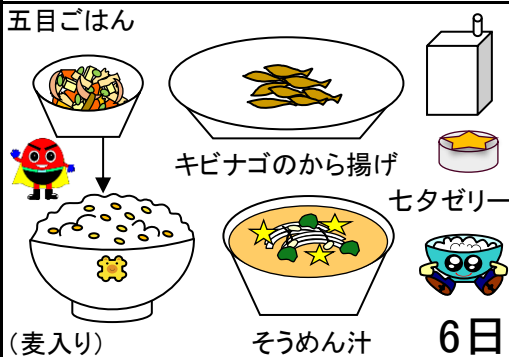 五目ごはん
キビナゴのから揚げ
七夕ゼリー
(麦入り)
そうめん汁
6日